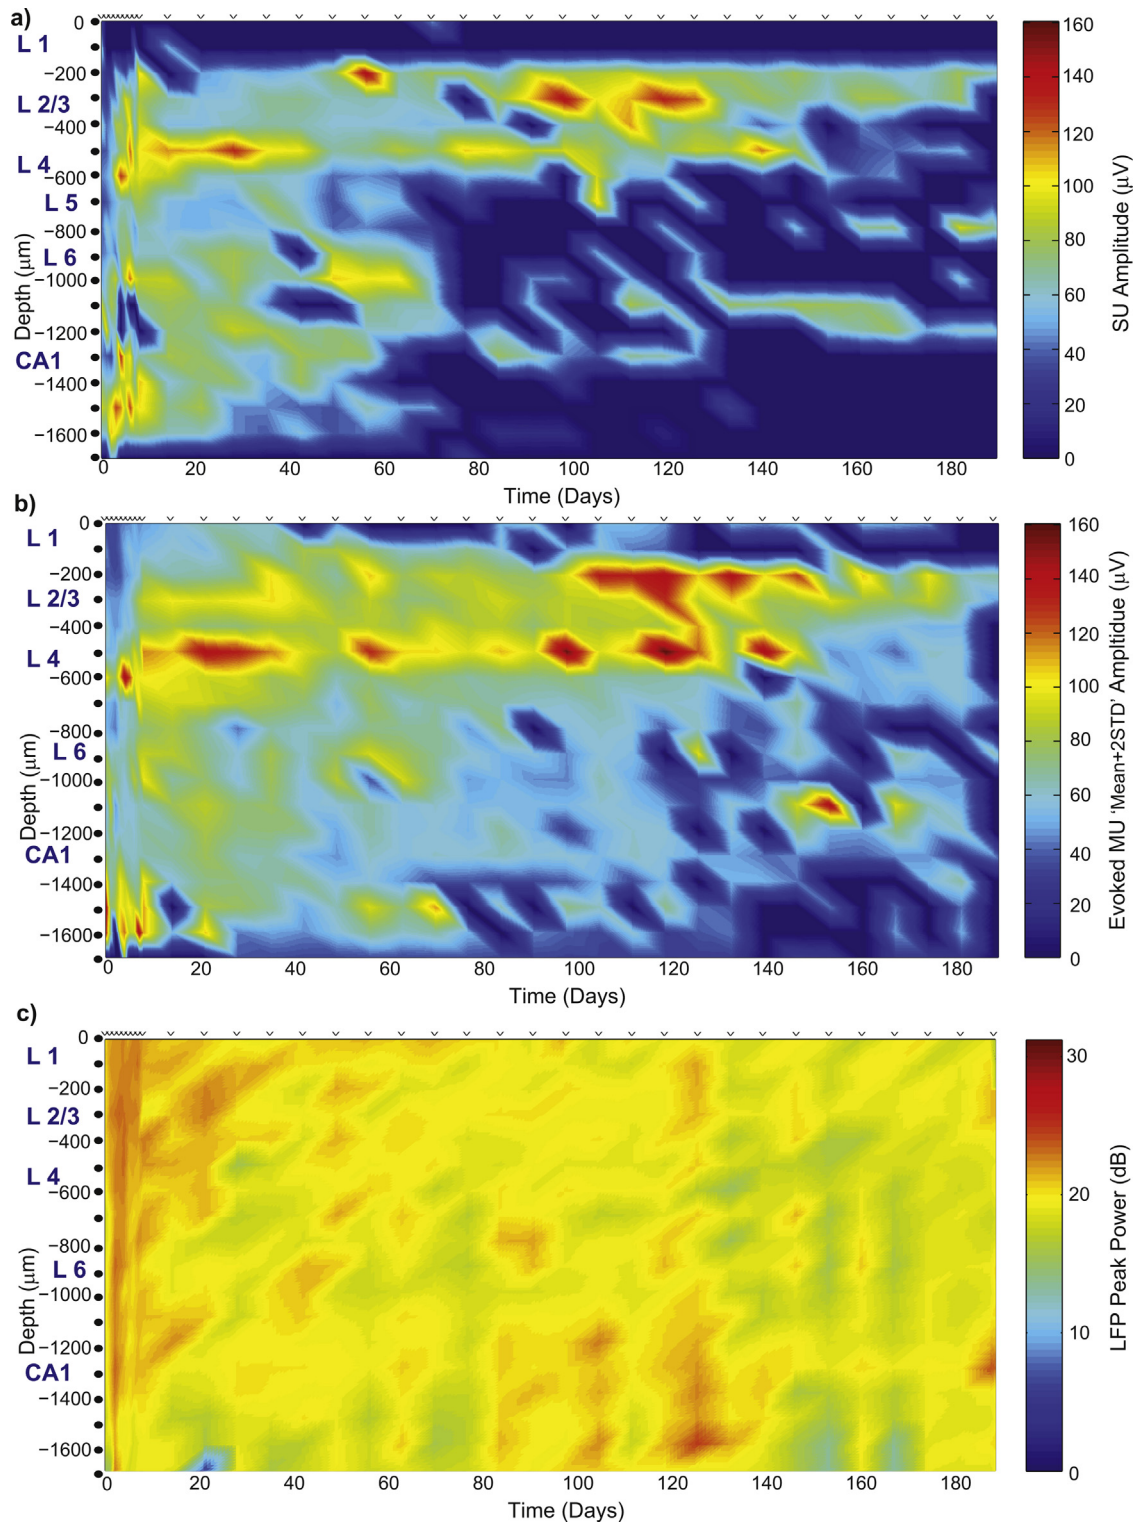 a)
0
L 1
−200
L 2/3
−400
L 4
−600
L 5
−800
L 6
−1000
−1200
CA1
−1400
−1600
Depth (μm)
0 20 40 60 80 100 120 140 160 180
Time (Days)
160
140
120
100
80
60
40
20
0
SU Amplitude (μV)
b)
0
L 1
−200
L 2/3
−400
L 4
−600
−800
L 6
−1000
−1200
CA1
−1400
−1600
Depth (μm)
0 20 40 60 80 100 120 140 160 180
Time (Days)
160
140
120
100
80
60
40
20
0
Evoked MU 'Mean+2STD' Ampltidue (μV)
c)
0
L 1
−200
L 2/3
−400
L 4
−600
−800
L 6
−1000
−1200
CA1
−1400
−1600
Depth (μm)
0 20 40 60 80 100 120 140 160 180
Time (Days)
30
20
10
0
LFP Peak Power (dB)